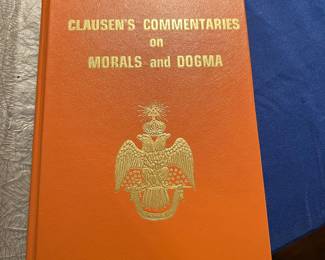 CLAUSEN'S COMMENTARIES
on
MORALS and DOGMA